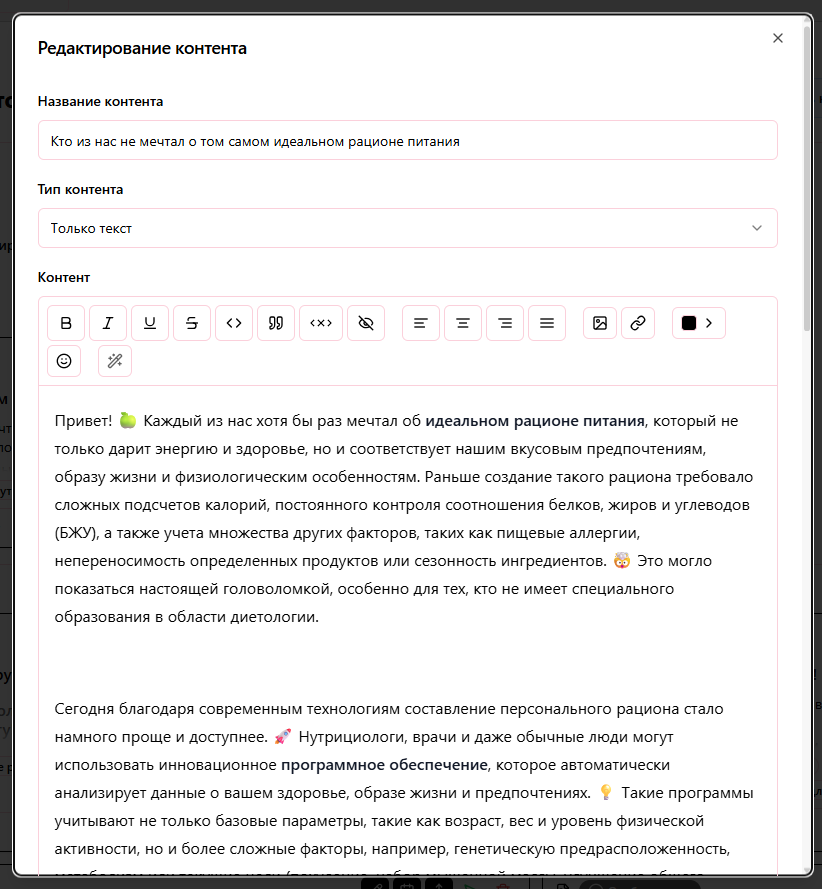 Редактирование контента
Название контента
Кто из нас не мечтал о том самом идеальном рационе питания
Тип контента
Только текст
Контент
Привет! 🍏 Каждый из нас хотя бы раз мечтал об идеальном рационе питания, который не
только дарит энергию и здоровье, но и соответствует нашим вкусовым предпочтениям,
образу жизни и физиологическим особенностям. Раньше создание такого рациона требовало
сложных подсчетов калорий, постоянного контроля соотношения белков, жиров и углеводов
(БЖУ), а также учета множества других факторов, таких как пищевые аллергии,
непереносимость определенных продуктов или сезонность ингредиентов. 🤯 Это могло
показаться настоящей головоломкой, особенно для тех, кто не имеет специального
образования в области диетологии.
Сегодня благодаря современным технологиям составление персонального рациона стало
намного проще и доступнее. 🚀 Нутрициологи, врачи и даже обычные люди могут
использовать инновационное программное обеспечение, которое автоматически
анализирует данные о вашем здоровье, образе жизни и предпочтениях. 💡 Такие программы
учитывают не только базовые параметры, такие как возраст, вес и уровень физической
активности, но и более сложные факторы, например, генетическую предрасположенность,